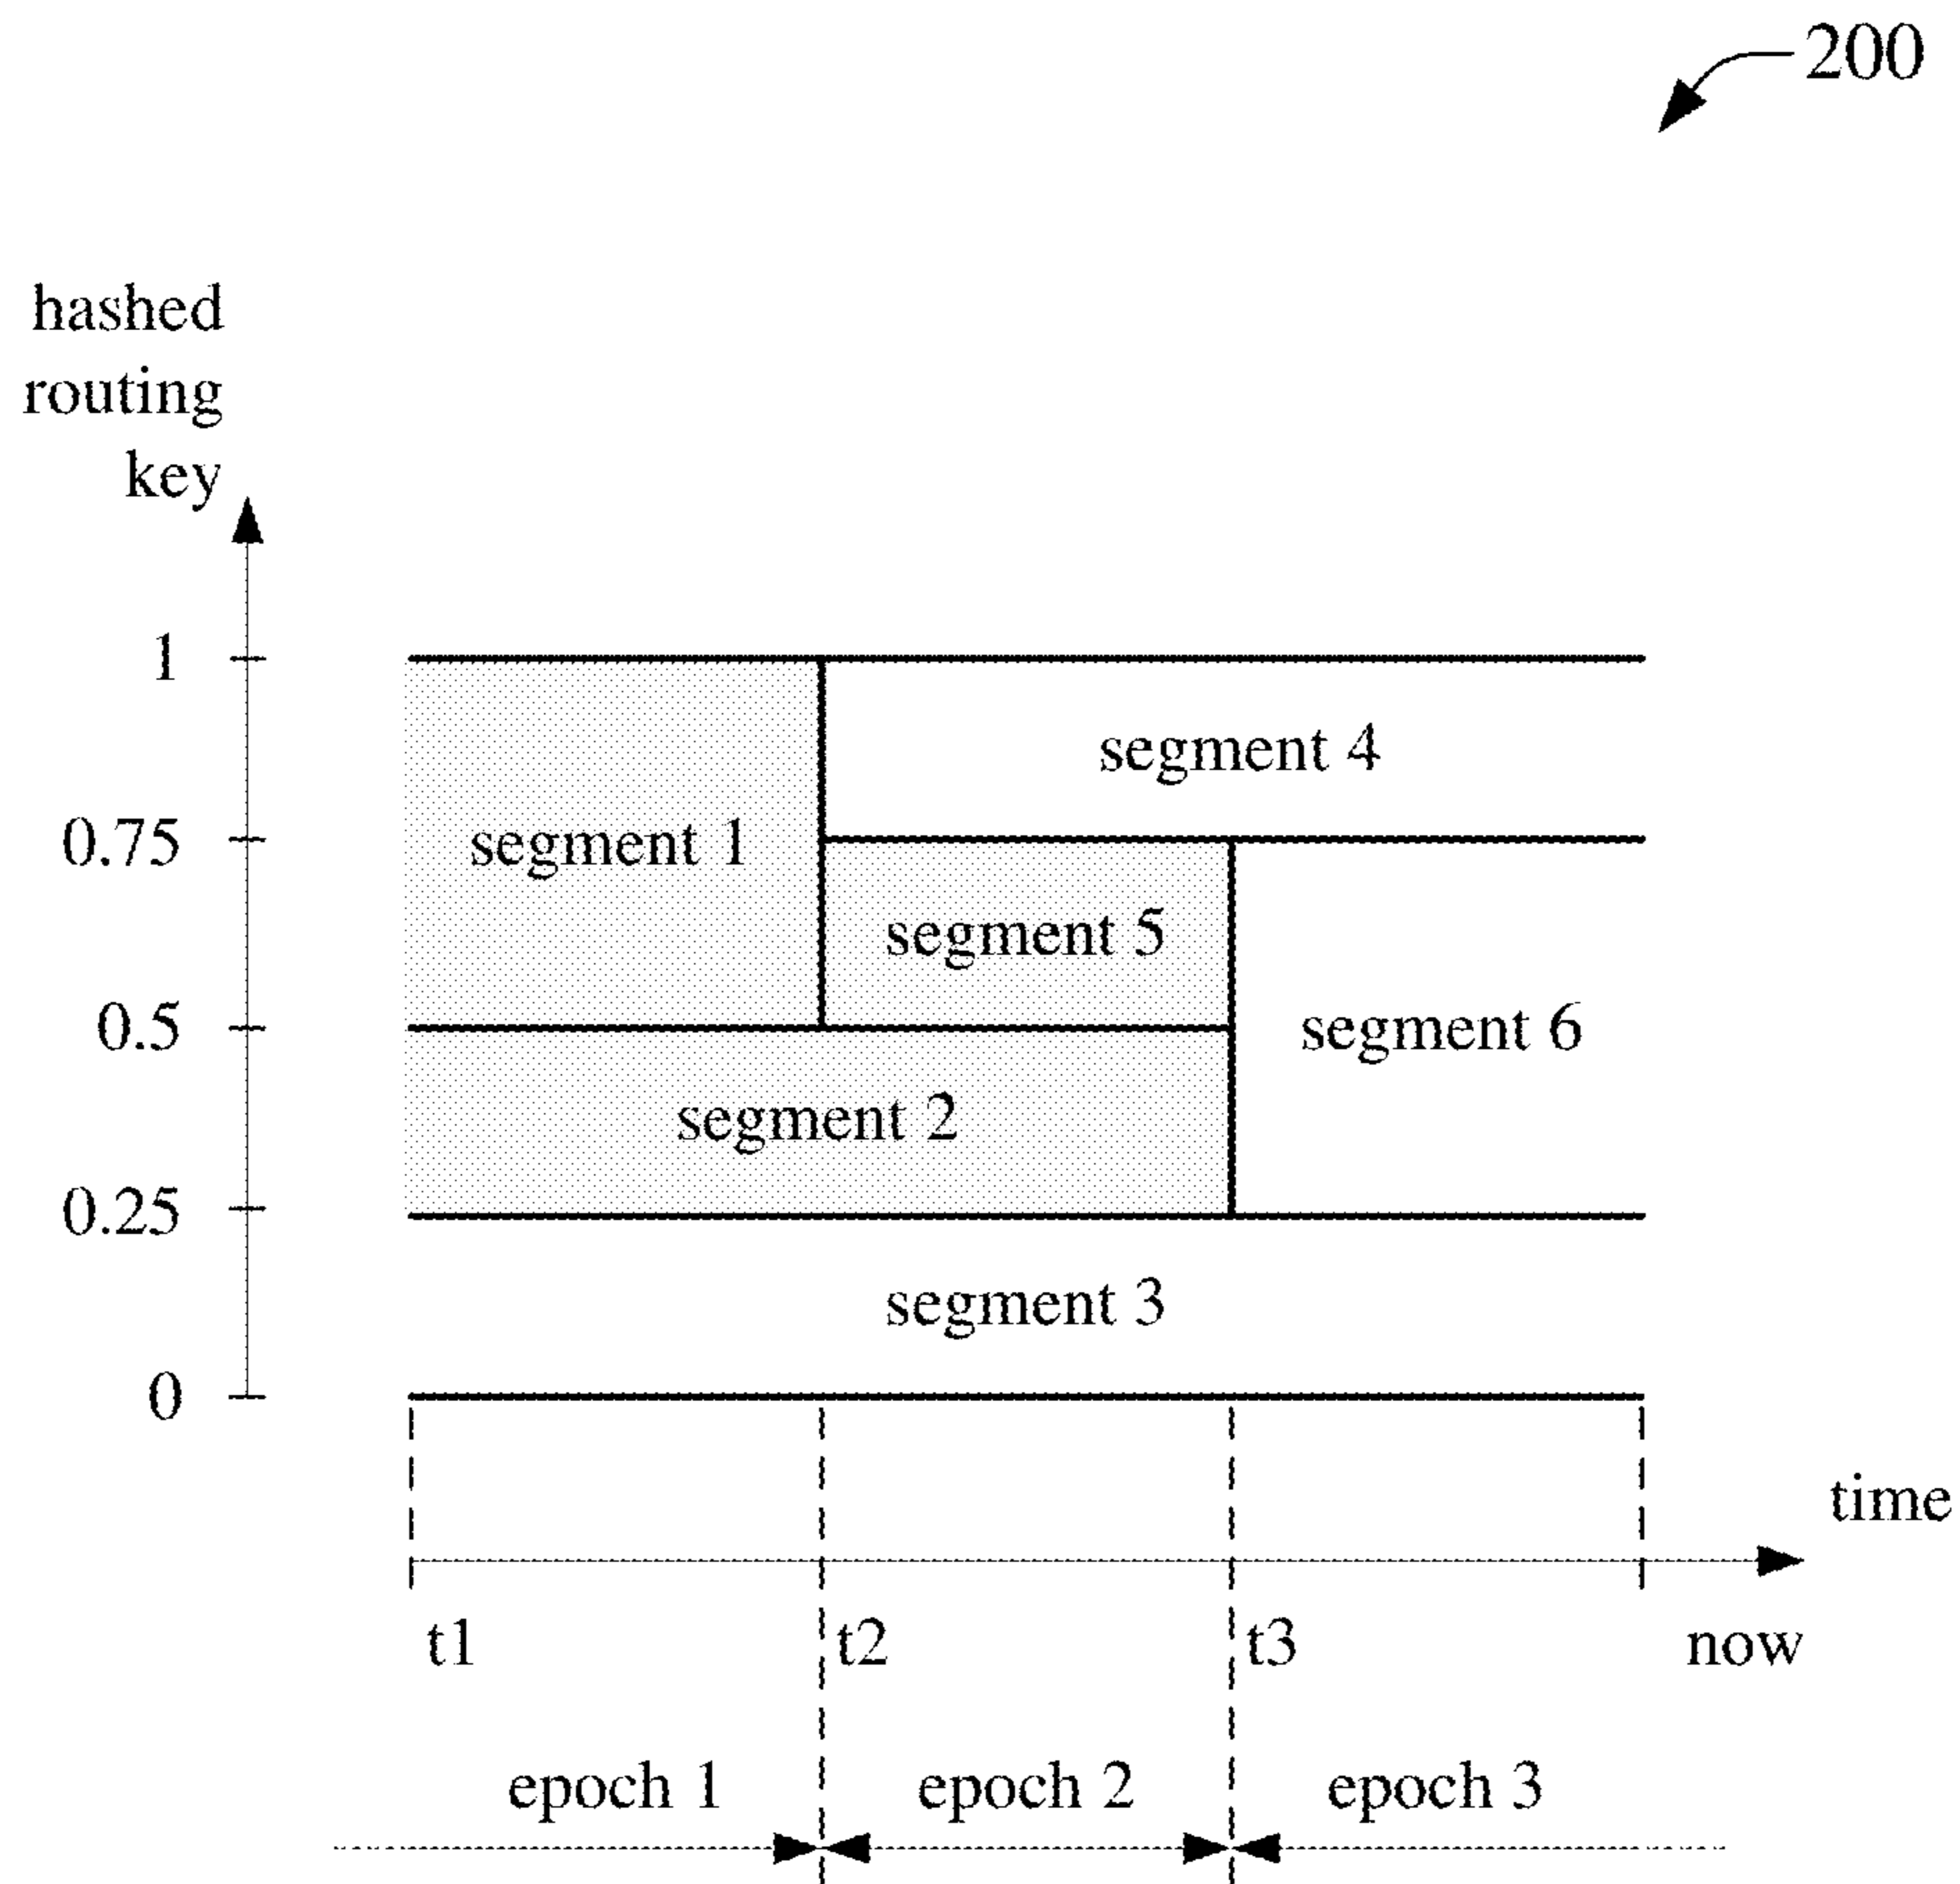 200
hashed
routing
key
1
segment 4
0.75
segment 1
segment 5
0.5
segment 6
segment 2
0.25
segment 3
0
time
t1 t2 t3 now
epoch 1 epoch 2 epoch 3